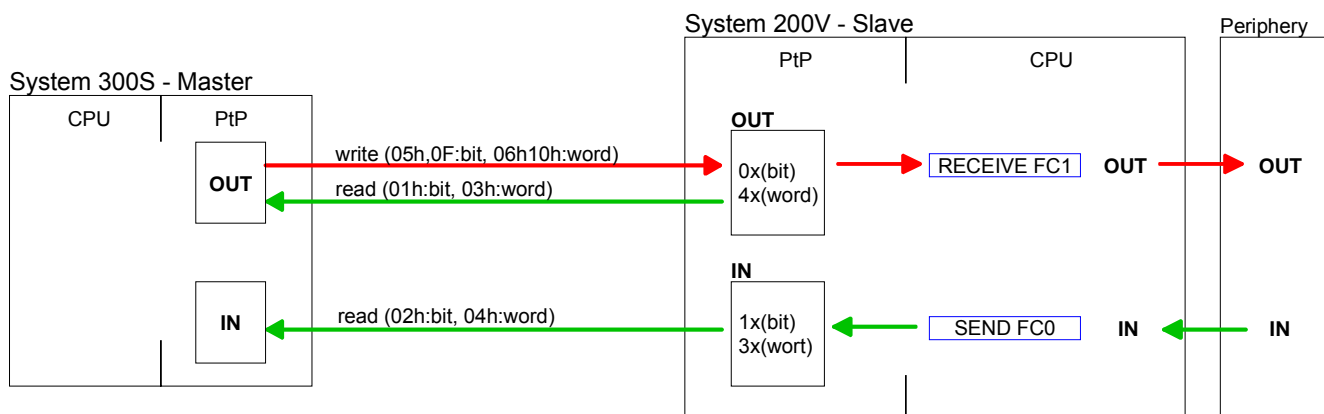 System 200V - Slave
Periphery
PtP
CPU
System 300S - Master
CPU
PtP
OUT
write (05h,0F:bit, 06h10h:word)
OUT
0x(bit)
4x(word)
RECEIVE FC1
OUT
OUT
read (01h:bit, 03h:word)
IN
IN
read (02h:bit, 04h:word)
1x(bit)
3x(wort)
SEND FC0
IN
IN